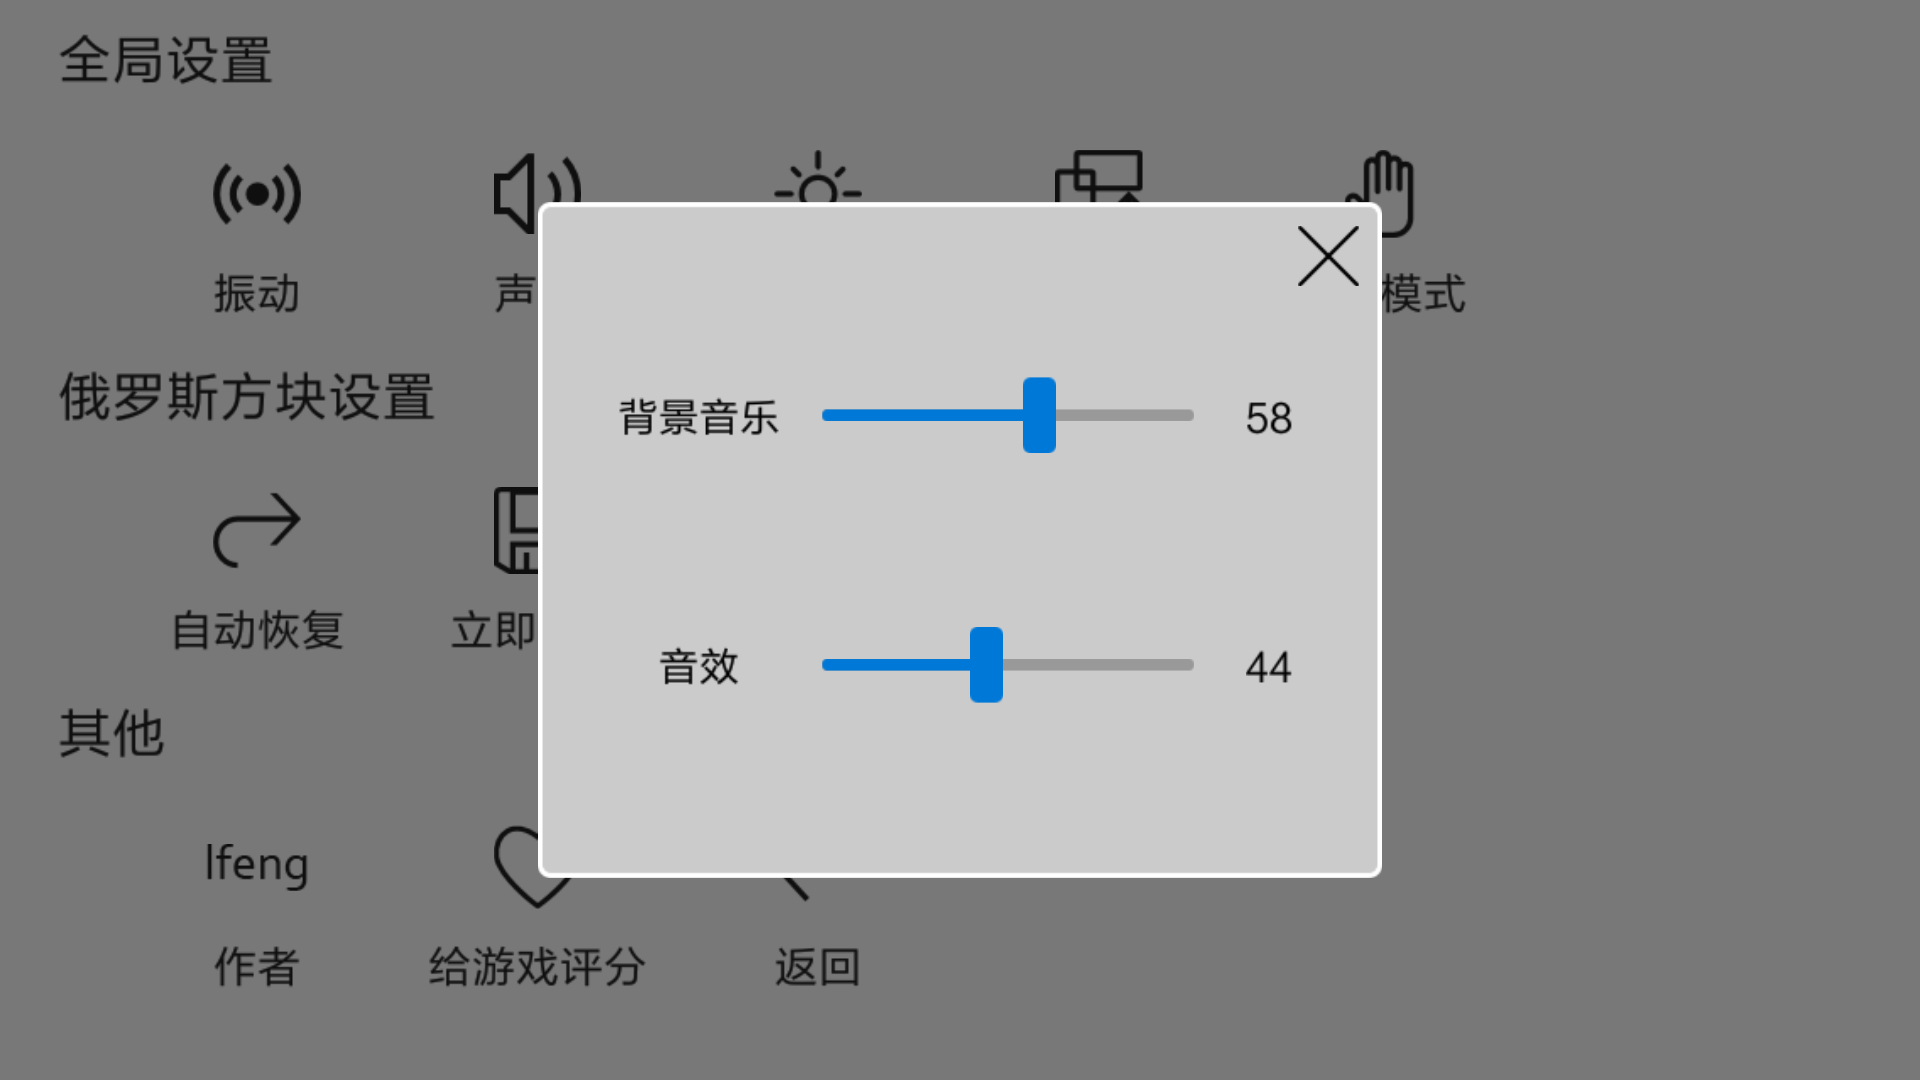 全局设置
振动
声
模式
背景音乐 58
俄罗斯方块设置
自动恢复
立即
音效 44
其他
lfeng
作者
给游戏评分
返回